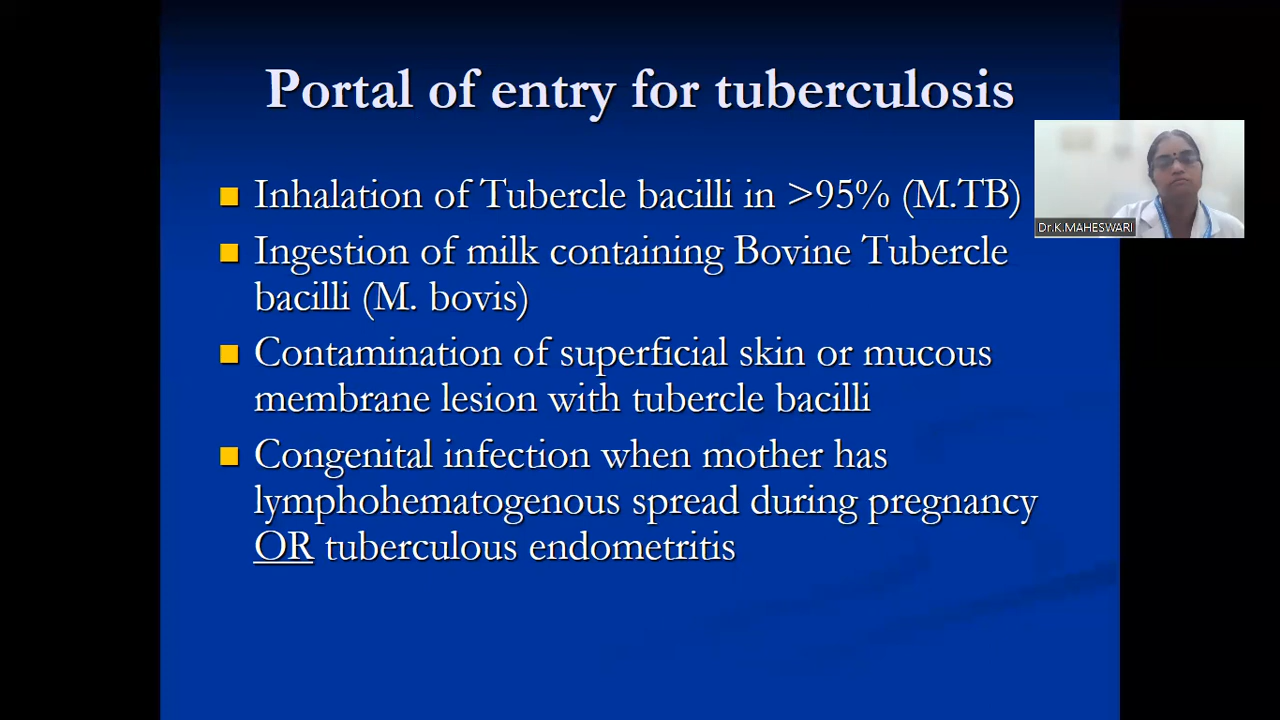 Portal of entry for tuberculosis
Inhalation of Tubercle bacilli in >95% (M.TB)
Ingestion of milk containing Bovine Tubercle
bacilli (M. bovis)
Contamination of superficial skin or mucous
membrane lesion with tubercle bacilli
Congenital infection when mother has
lymphohematogenous spread during pregnancy
OR tuberculous endometritis
Dr.K.MAHESWARI